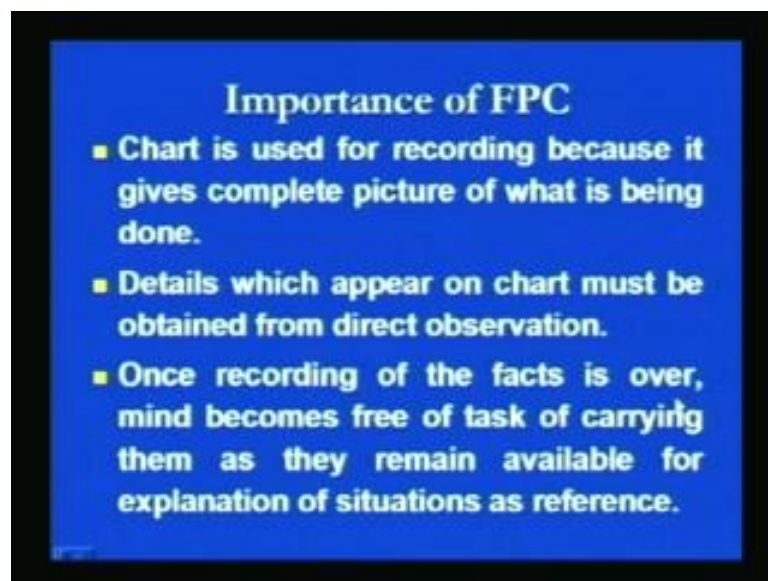 Importance of FPC
Chart is used for recording because it
gives complete picture of what is being
done.
Details which appear on chart must be
obtained from direct observation.
Once recording of the facts is over,
mind becomes free of task of carrying
them as they remain available for
explanation of situations as reference.